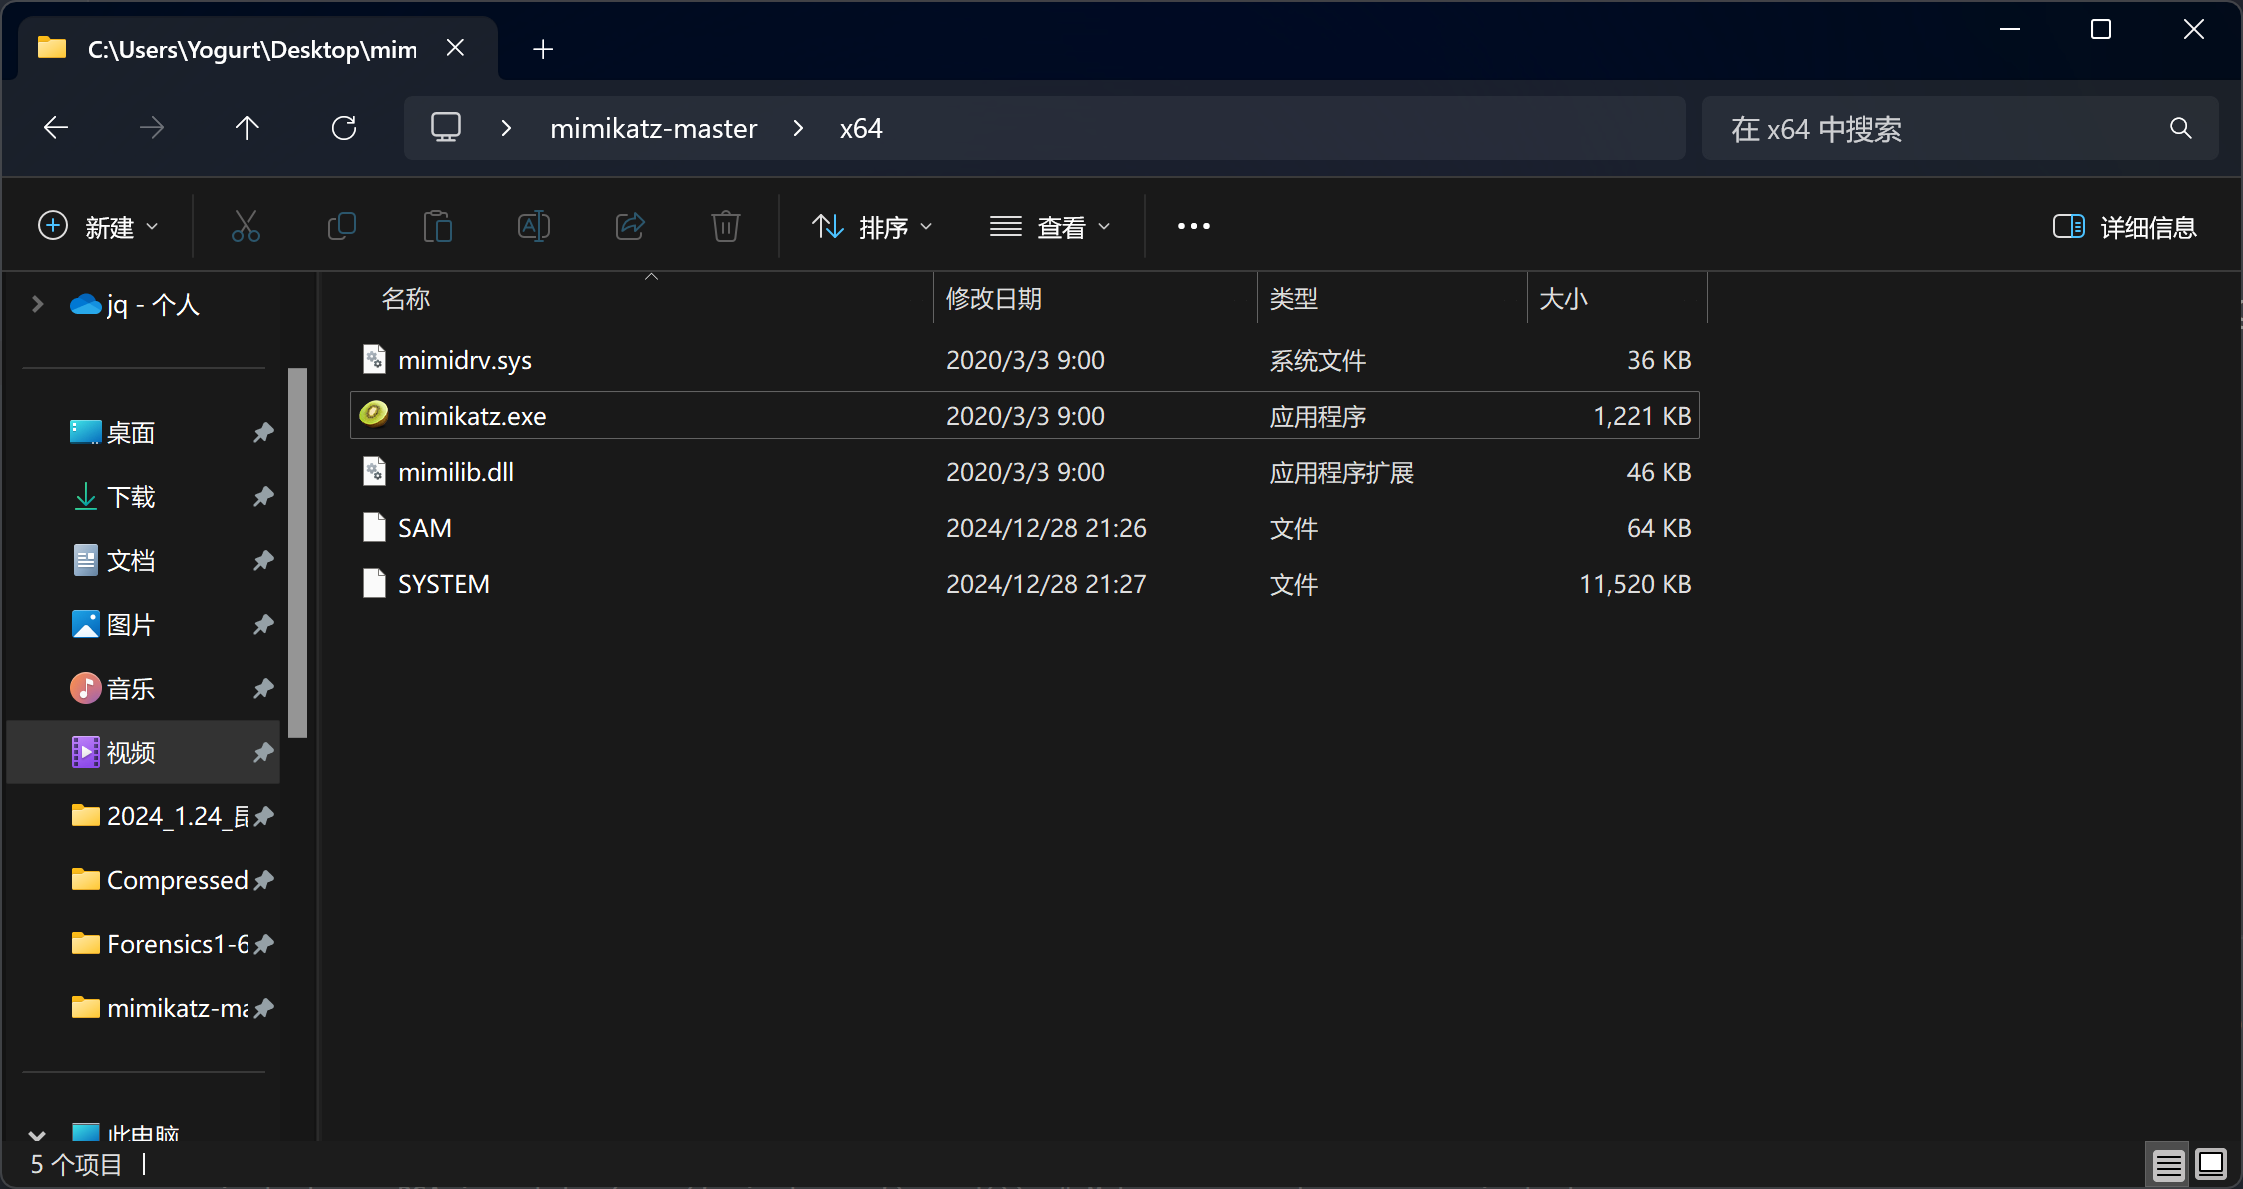 C:\Users\Yogurt\Desktop\mim
mimikatz-master
x64
在 x64 中搜索
新建
排序
查看
详细信息
jq - 个人
桌面
下载
文档
图片
音乐
视频
2024_1.24_
Compressed
Forensics1-6
mimikatz-ma
此电脑
名称 修改日期 类型 大小
mimidrv.sys 2020/3/3 9:00 系统文件 36 KB
mimikatz.exe 2020/3/3 9:00 应用程序 1,221 KB
mimilib.dll 2020/3/3 9:00 应用程序扩展 46 KB
SAM 2024/12/28 21:26 文件 64 KB
SYSTEM 2024/12/28 21:27 文件 11,520 KB
5 个项目